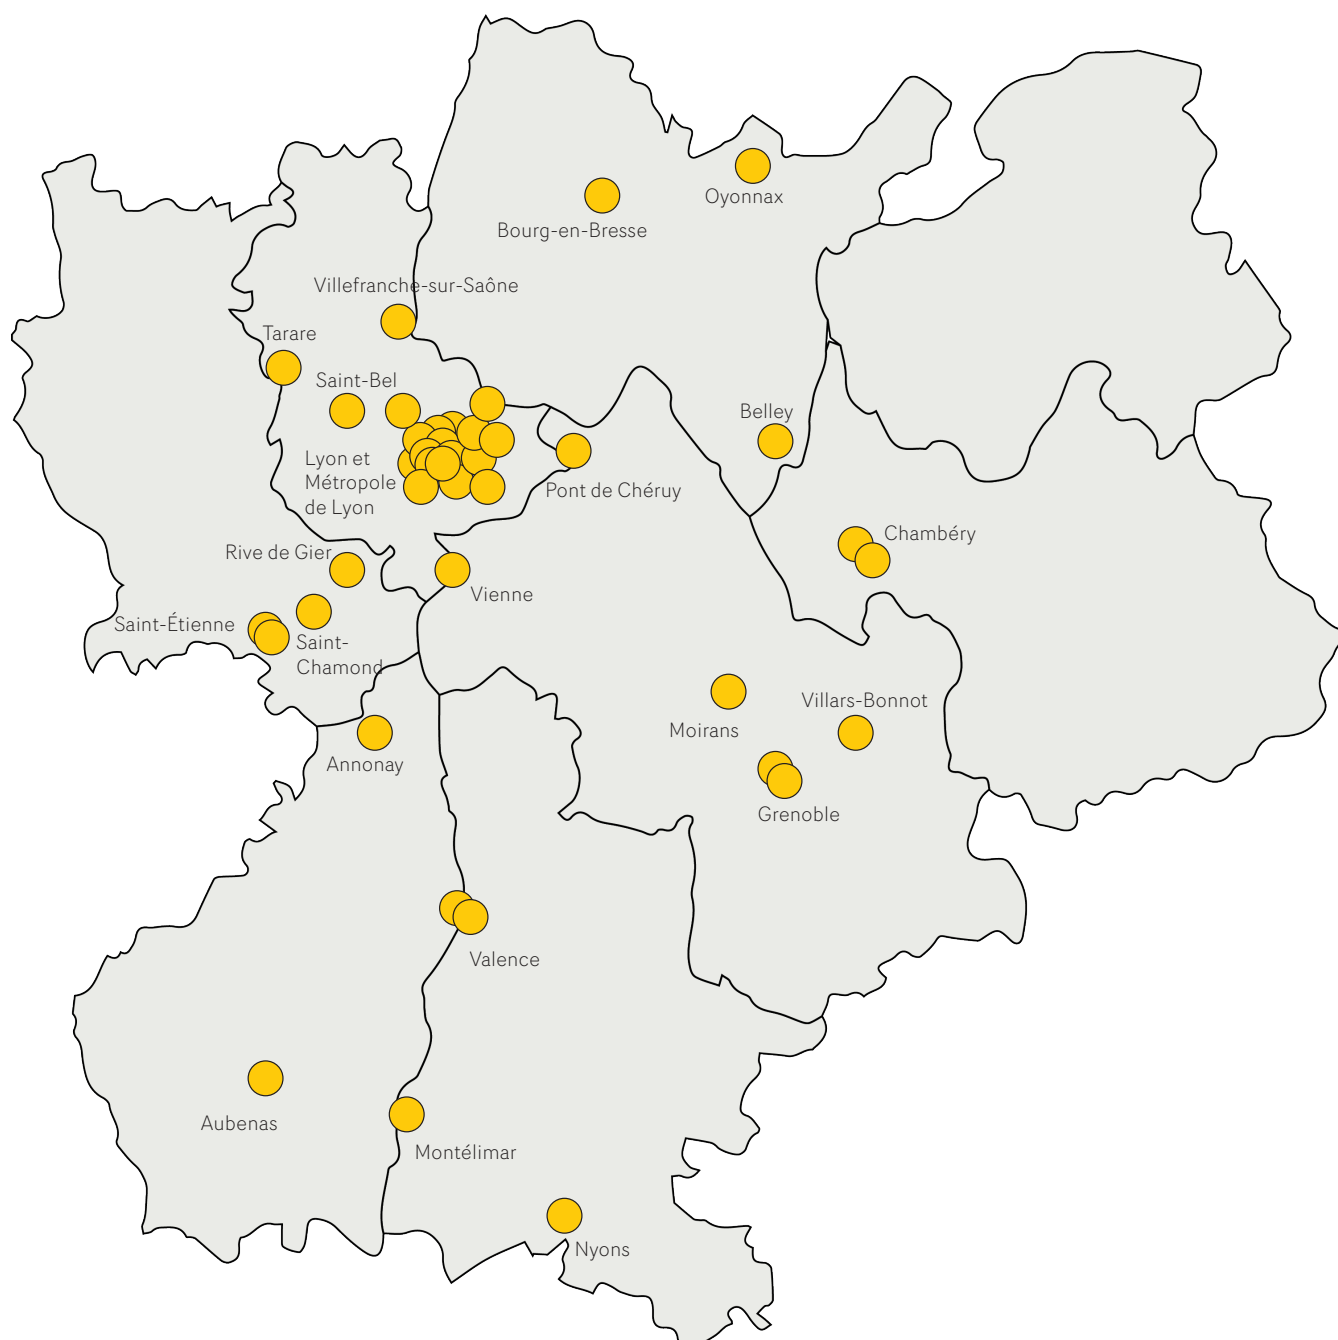 Oyonnax
Bourg-en-Bresse
Villefranche-sur-Saône
Tarare
Saint-Bel
Belley
Lyon et
Métropole
de Lyon
Pont de Chéruy
Chambéry
Rive de Gier
Vienne
Saint-Étienne
Saint-
Chamond
Moirans
Villars-Bonnot
Annonay
Grenoble
Valence
Aubenas
Montélimar
Nyons